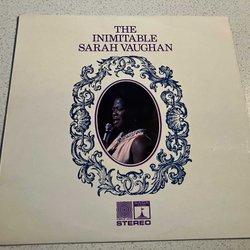 THE
INIMITABLE
SARAH VAUGHAN
STEREO